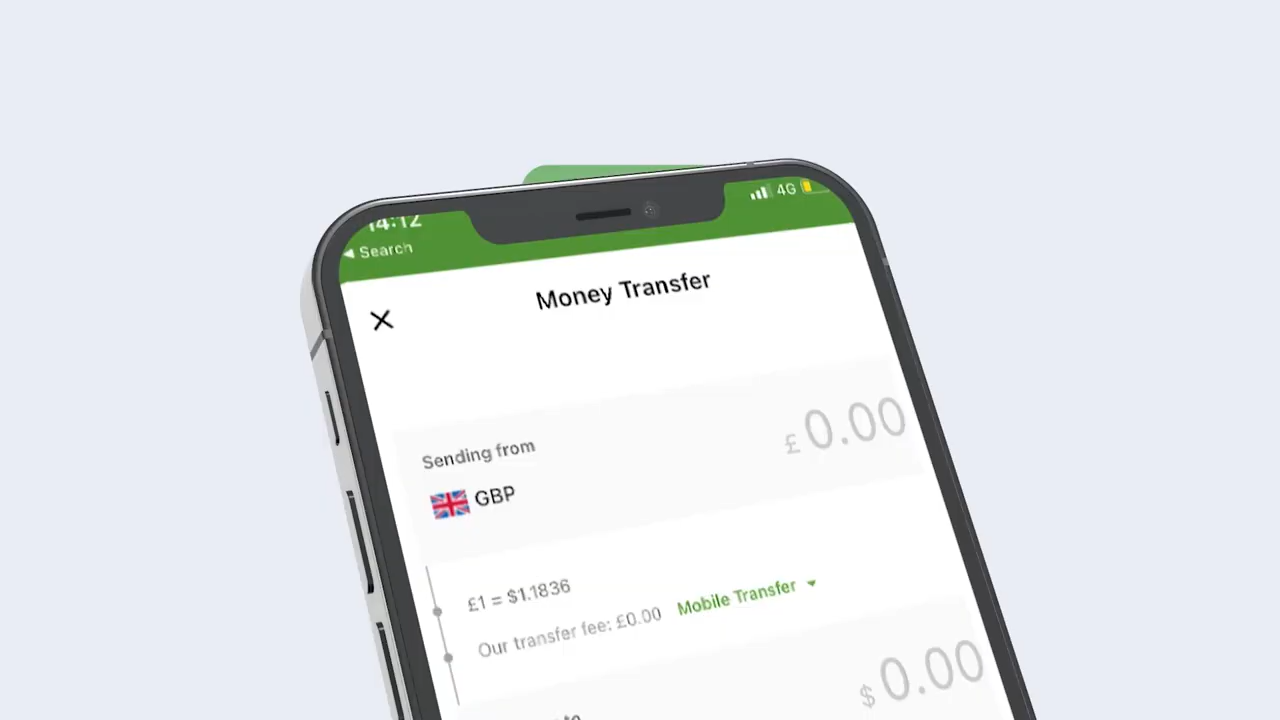 14:12
4G
◀ Search
Money Transfer
Sending from
£0.00
GBP
£1 = $1.1836
Our transfer fee: £0.00 Mobile Transfer
$0.00